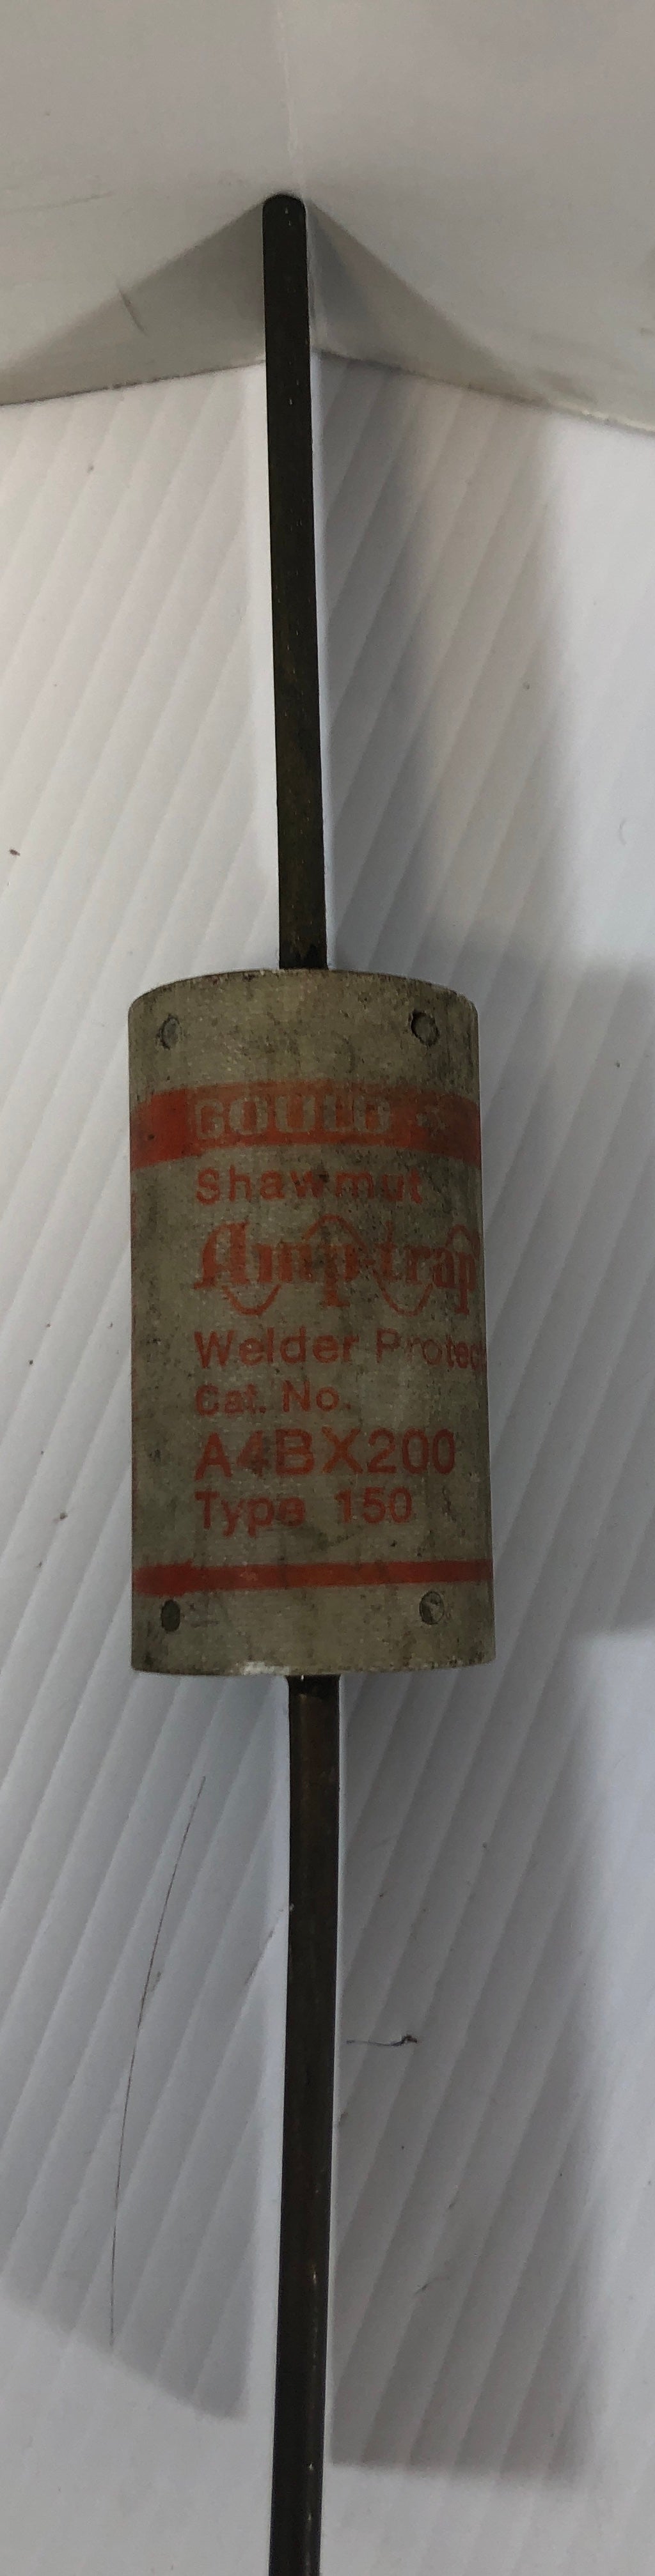 GOULD
Shawmut
Amp-trap
Welder Protec
Cat. No.
A4BX200
Type 150